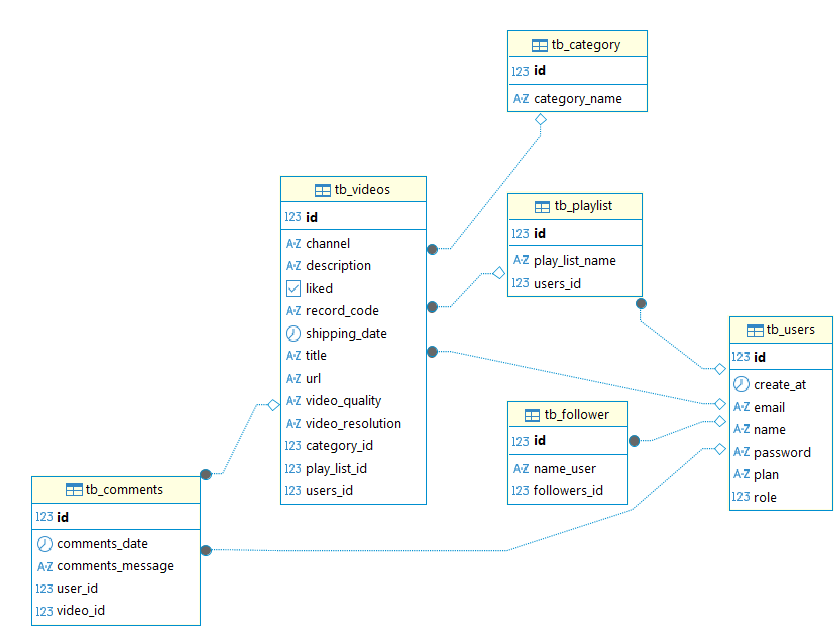 tb_category
123 id
A-Z category_name
tb_videos
123 id
A-Z channel
A-Z description
liked
A-Z record_code
shipping_date
A-Z title
A-Z url
A-Z video_quality
A-Z video_resolution
123 category_id
123 play_list_id
123 users_id
tb_playlist
123 id
A-Z play_list_name
123 users_id
tb_users
123 id
create_at
A-Z email
A-Z name
A-Z password
A-Z plan
123 role
tb_follower
123 id
A-Z name_user
123 followers_id
tb_comments
123 id
comments_date
A-Z comments_message
123 user_id
123 video_id